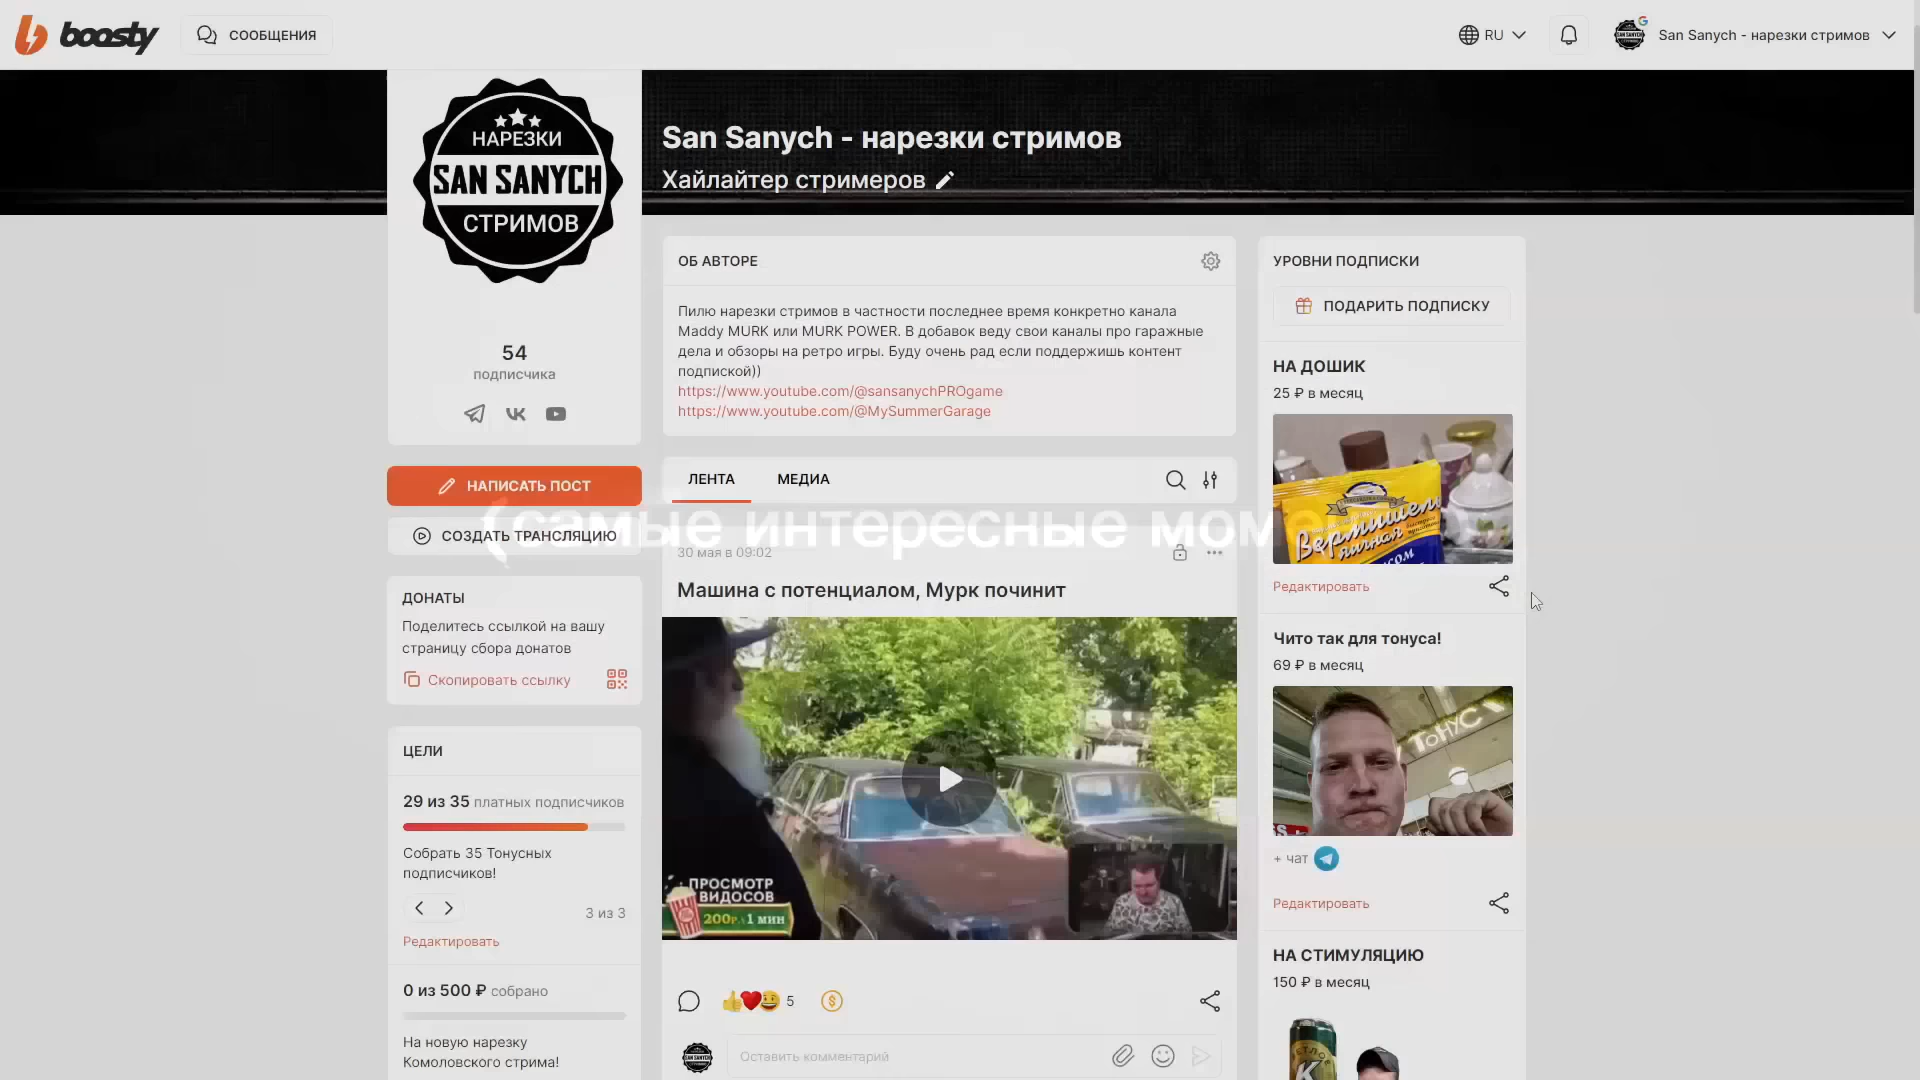 boosty
СООБЩЕНИЯ
RU
San Sanych - нарезки стримов
НАРЕЗКИ
SAN SANYCH
СТРИМОВ
San Sanych - нарезки стримов
Хайлайтер стримеров
54
подписчика
НАПИСАТЬ ПОСТ
СОЗДАТЬ ТРАНСЛЯЦИЮ
ДОНАТЫ
Поделитесь ссылкой на вашу
страницу сбора донатов
Скопировать ссылку
ЦЕЛИ
29 из 35 платных подписчиков
Собрать 35 Тонусных
подписчиков!
3 из 3
Редактировать
0 из 500 ₽ собрано
На новую нарезку
Комоловского стрима!
ОБ АВТОРЕ
Пилю нарезки стримов в частности последнее время конкретно канала
Maddy MURK или MURK POWER. В добавок веду свои каналы про гаражные
дела и обзоры на ретро игры. Буду очень рад если поддержишь контент
подпиской))
https://www.youtube.com/@sansanychPROgame
https://www.youtube.com/@MySummerGarage
ЛЕНТА
МЕДИА
(самые интересные
30 мая в 09:02
Машина с потенциалом, Мурк починит
ПРОСМОТР
ВИДОСОВ
200р. 1 мин
5
Оставить комментарий
УРОВНИ ПОДПИСКИ
ПОДАРИТЬ ПОДПИСКУ
НА ДОШИК
25 ₽ в месяц
Вермишель
яичная
Редактировать
Чито так для тонуса!
69 ₽ в месяц
ТОНУС
+ чат
Редактировать
НА СТИМУЛЯЦИЮ
150 ₽ в месяц